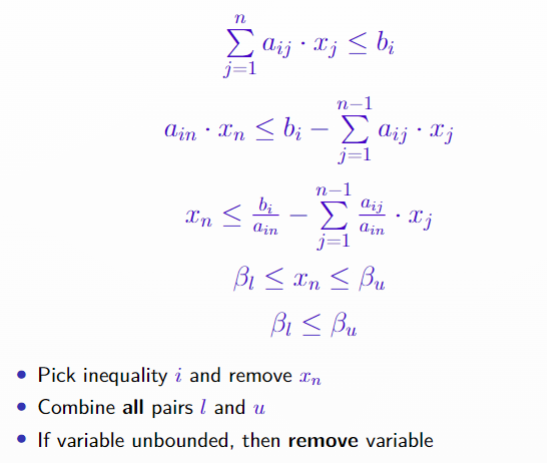 $$\sum_{j=1}^{n} a_{ij} \cdot x_j \leq b_i$$
$$a_{in} \cdot x_n \leq b_i - \sum_{j=1}^{n-1} a_{ij} \cdot x_j$$
$$x_n \leq \frac{b_i}{a_{in}} - \sum_{j=1}^{n-1} \frac{a_{ij}}{a_{in}} \cdot x_j$$
$$\beta_l \leq x_n \leq \beta_u$$
$$\beta_l \leq \beta_u$$
• Pick inequality $i$ and remove $x_n$
• Combine all pairs $l$ and $u$
• If variable unbounded, then remove variable